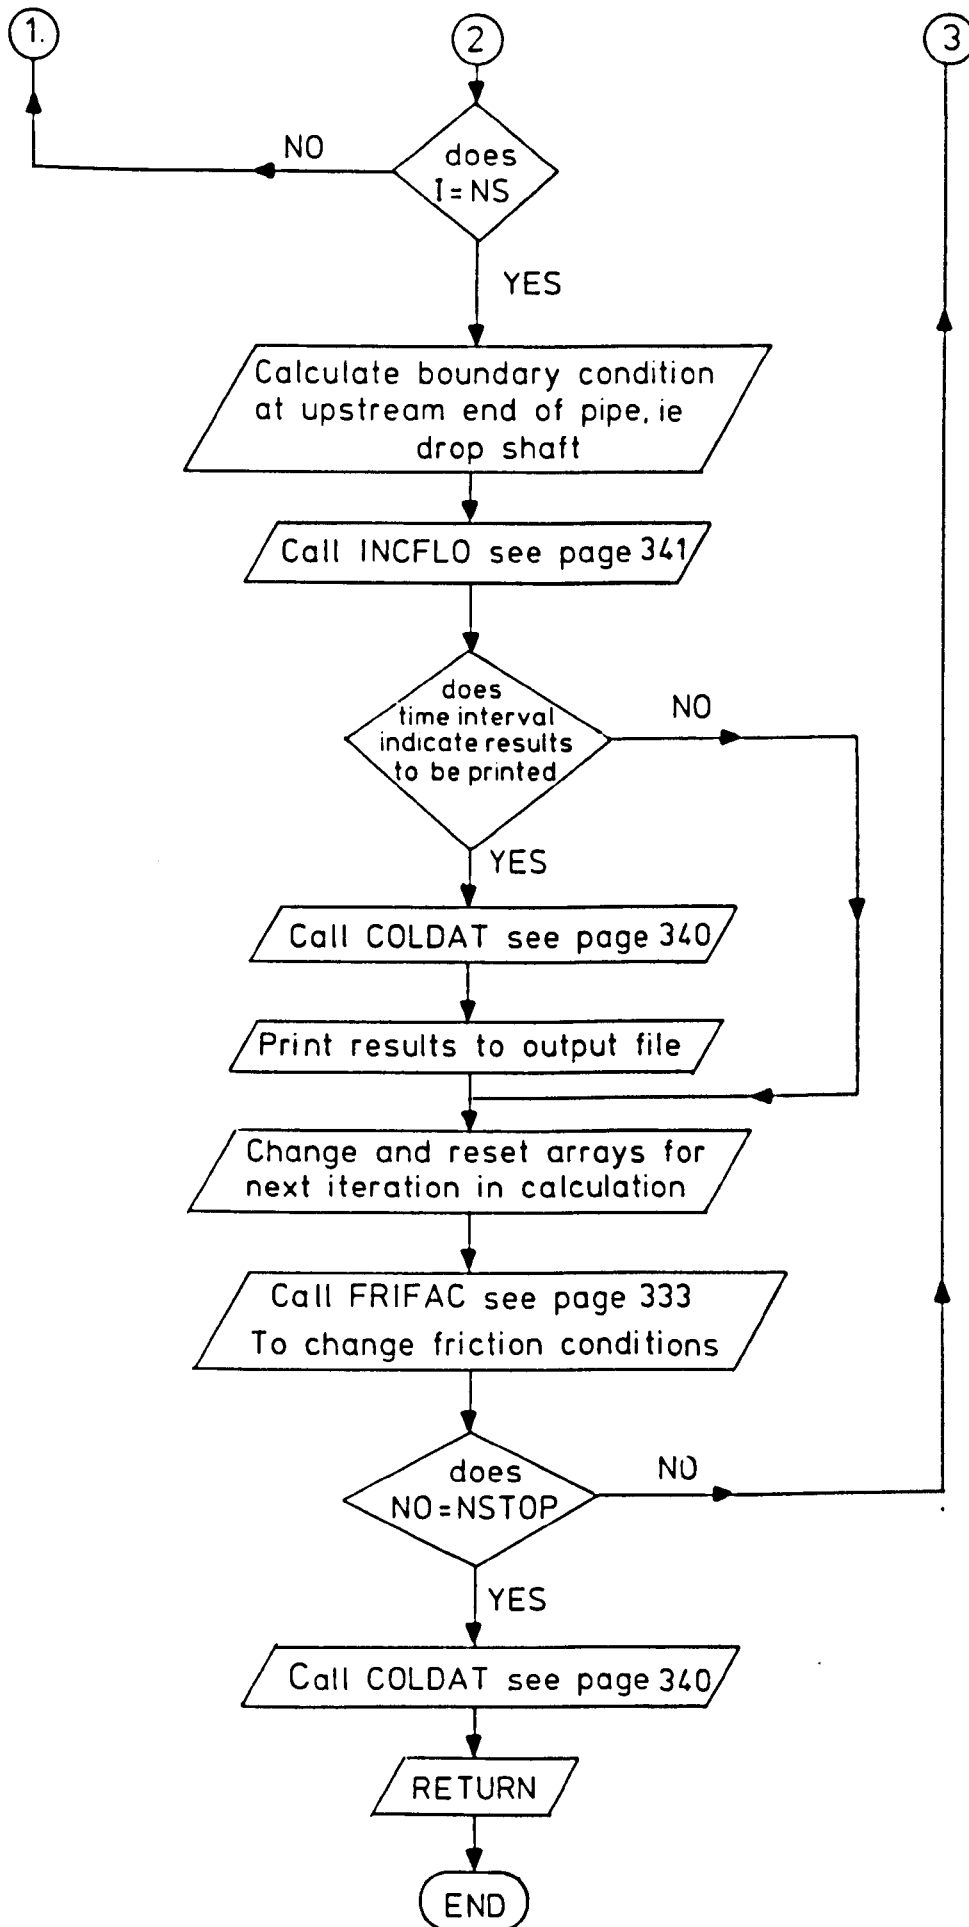 1.
2
3
NO
does
I=NS
YES
Calculate boundary condition
at upstream end of pipe, ie
drop shaft
Call INCFLO see page 341
does
time interval
indicate results
to be printed
NO
YES
Call COLDAT see page 340
Print results to output file
Change and reset arrays for
next iteration in calculation
Call FRIFAC see page 333
To change friction conditions
does
NO=NSTOP
NO
YES
Call COLDAT see page 340
RETURN
END